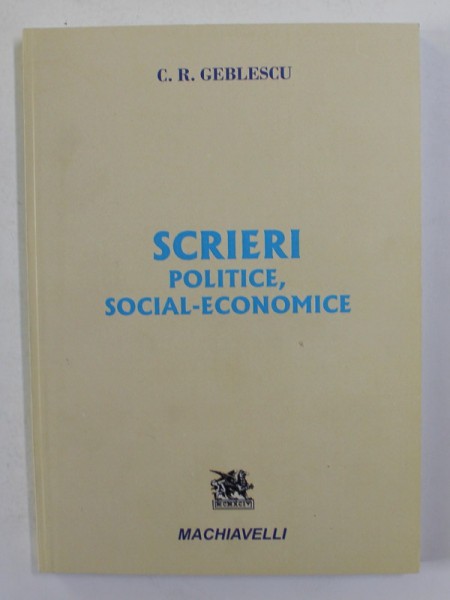 C. R. GEBLESCU
SCRIERI
POLITICE,
SOCIAL-ECONOMICE
MACHIAVELLI